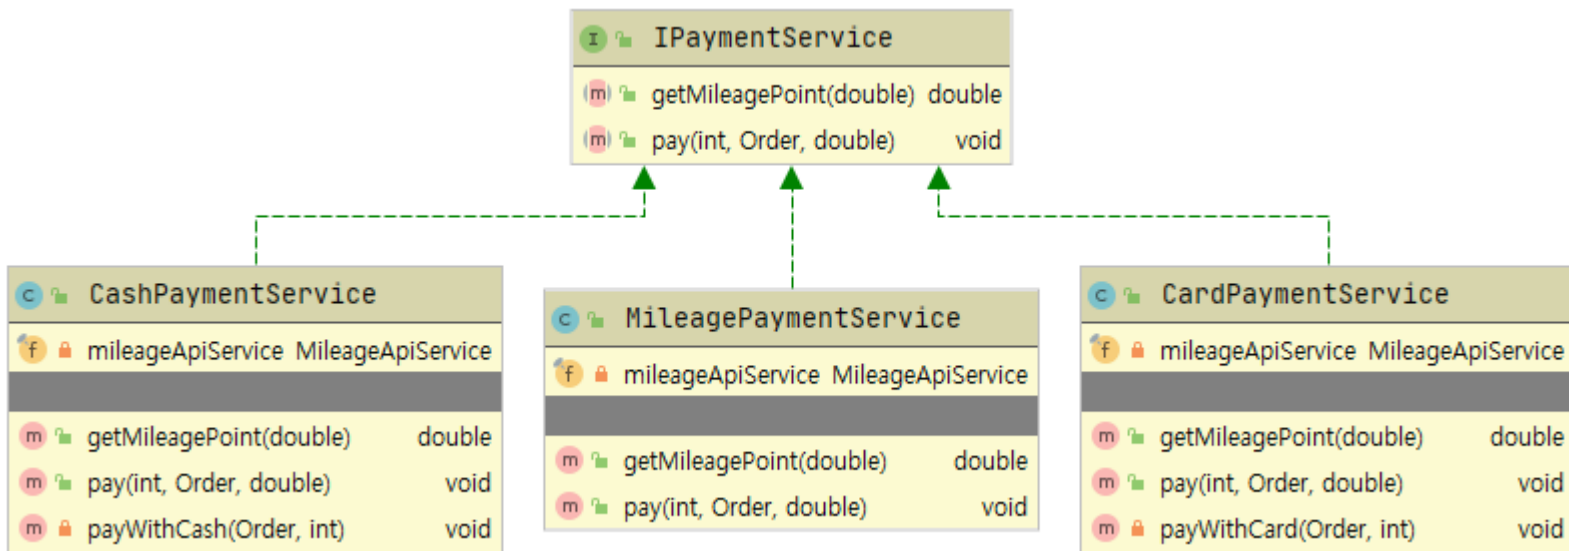 I IPaymentService
m getMileagePoint(double) double
m pay(int, Order, double) void
C CashPaymentService
f mileageApiService MileageApiService
m getMileagePoint(double) double
m pay(int, Order, double) void
m payWithCash(Order, int) void
C MileagePaymentService
f mileageApiService MileageApiService
m getMileagePoint(double) double
m pay(int, Order, double) void
C CardPaymentService
f mileageApiService MileageApiService
m getMileagePoint(double) double
m pay(int, Order, double) void
m payWithCard(Order, int) void